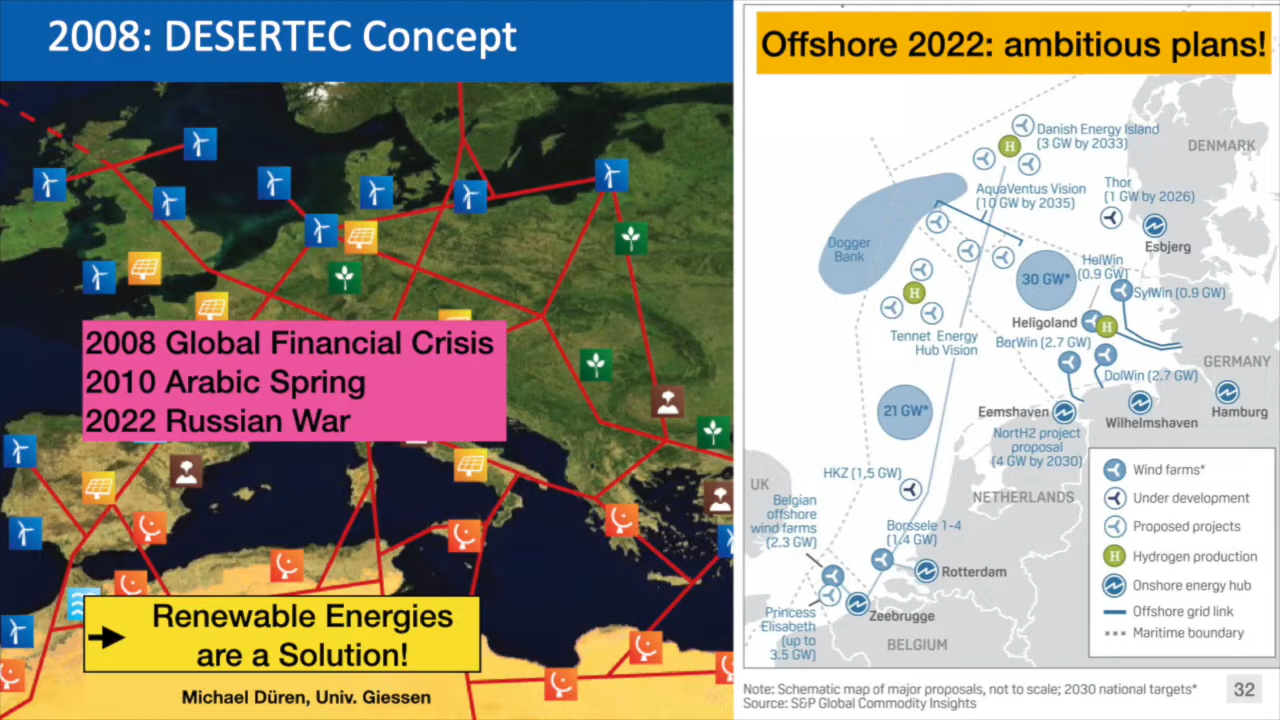 2008: DESERTEC Concept
2008 Global Financial Crisis
2010 Arabic Spring
2022 Russian War
Renewable Energies
are a Solution!
Michael Düren, Univ. Giessen
Offshore 2022: ambitious plans!
Danish Energy Island
(3 GW by 2033)
DENMARK
H
AquaVentus Vision
(10 GW by 2035)
Thor
(1 GW by 2026)
Esbjerg
Dogger
Bank
30 GW*
HelWin
(0.9 GW)
SylWin (0.9 GW)
H
Heligoland
H
Tennet Energy
Hub Vision
BorWin (2.7 GW)
GERMANY
DolWin (2.7 GW)
21 GW*
Eemshaven
Wilhelmshaven
Hamburg
NortH2 project
proposal
(4 GW by 2030)
HKZ (1,5 GW)
UK
NETHERLANDS
Belgian
offshore
wind farms
(2.3 GW)
Borssele 1-4
(1.4 GW)
Rotterdam
Princess
Elisabeth
(up to
3.5 GW)
Zeebrugge
BELGIUM
Wind farms*
Under development
Proposed projects
H Hydrogen production
Onshore energy hub
Offshore grid link
Maritime boundary
Note: Schematic map of major proposals, not to scale; 2030 national targets*
Source: S&P Global Commodity Insights
32